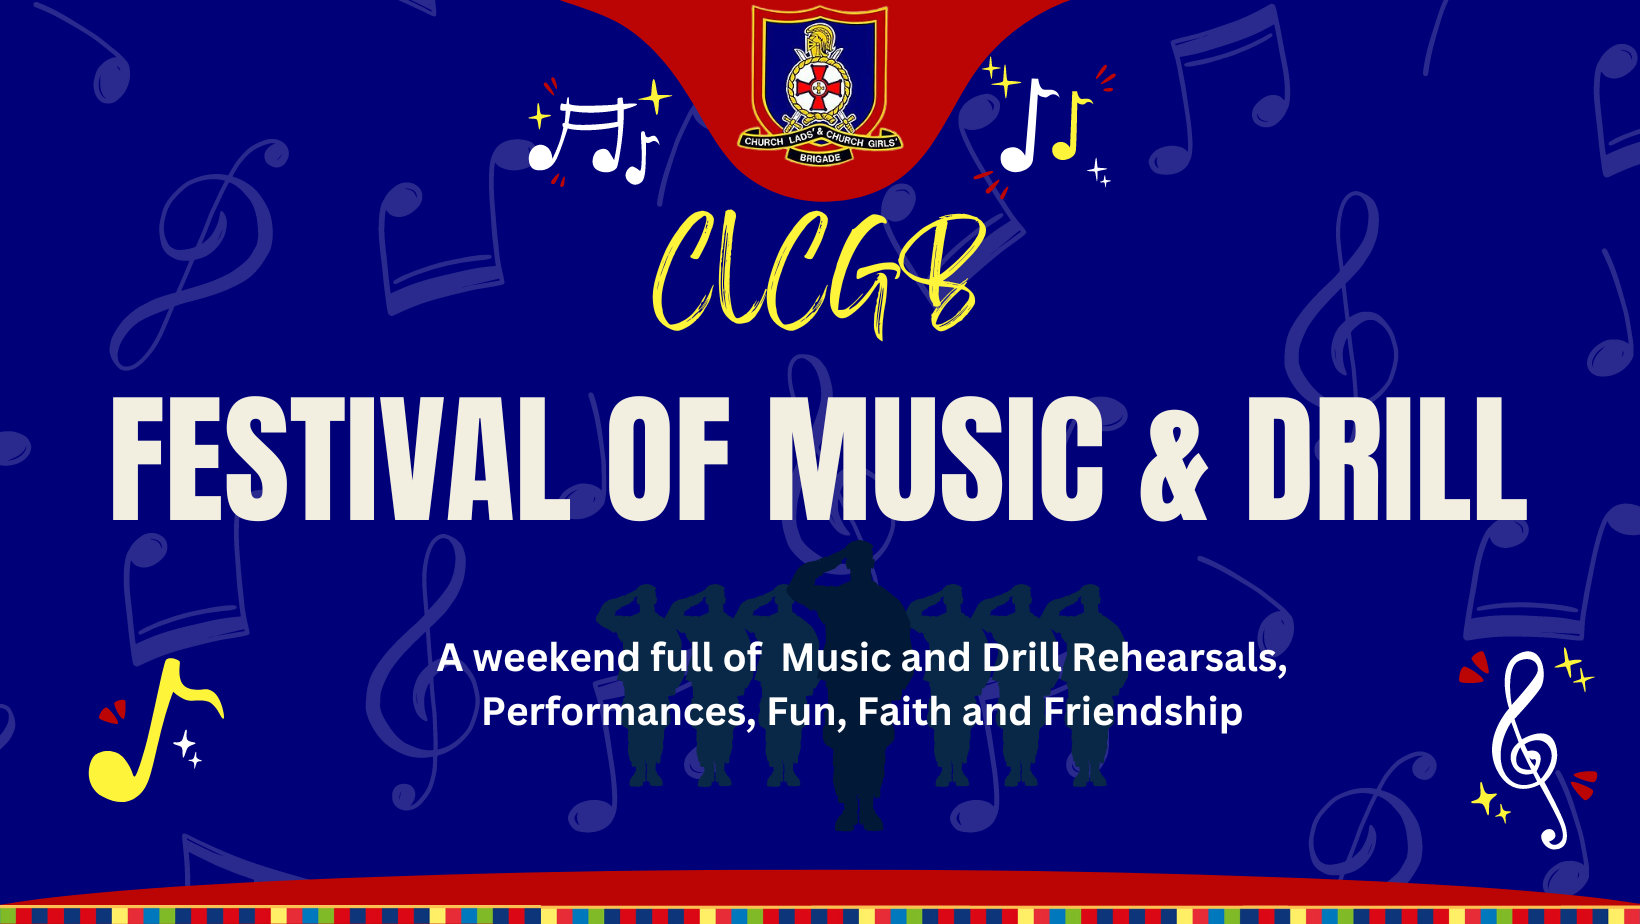 CHURCH LADS' & CHURCH GIRLS'
BRIGADE
CLCGB
FESTIVAL OF MUSIC & DRILL
A weekend full of Music and Drill Rehearsals,
Performances, Fun, Faith and Friendship